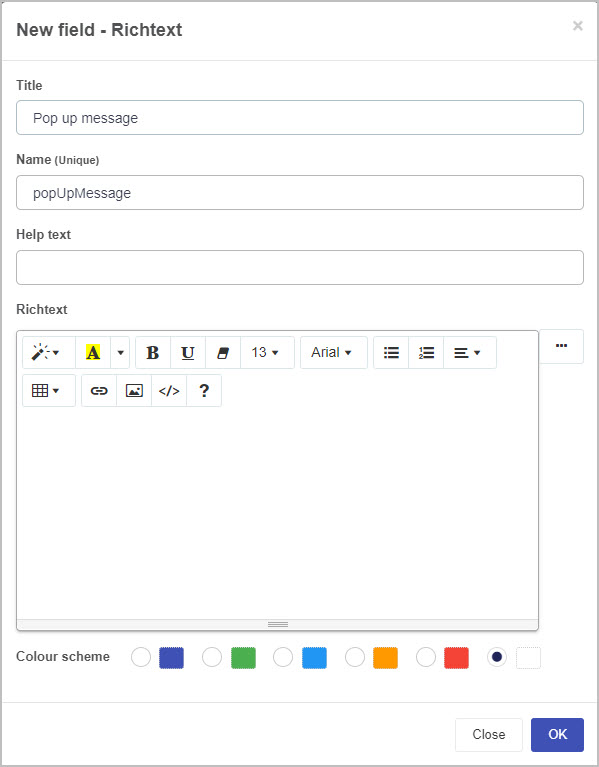 New field - Richtext ×
Title
Pop up message
Name (Unique)
popUpMessage
Help text
Richtext
A B U 13 Arial ...
</> ?
Colour scheme
Close OK